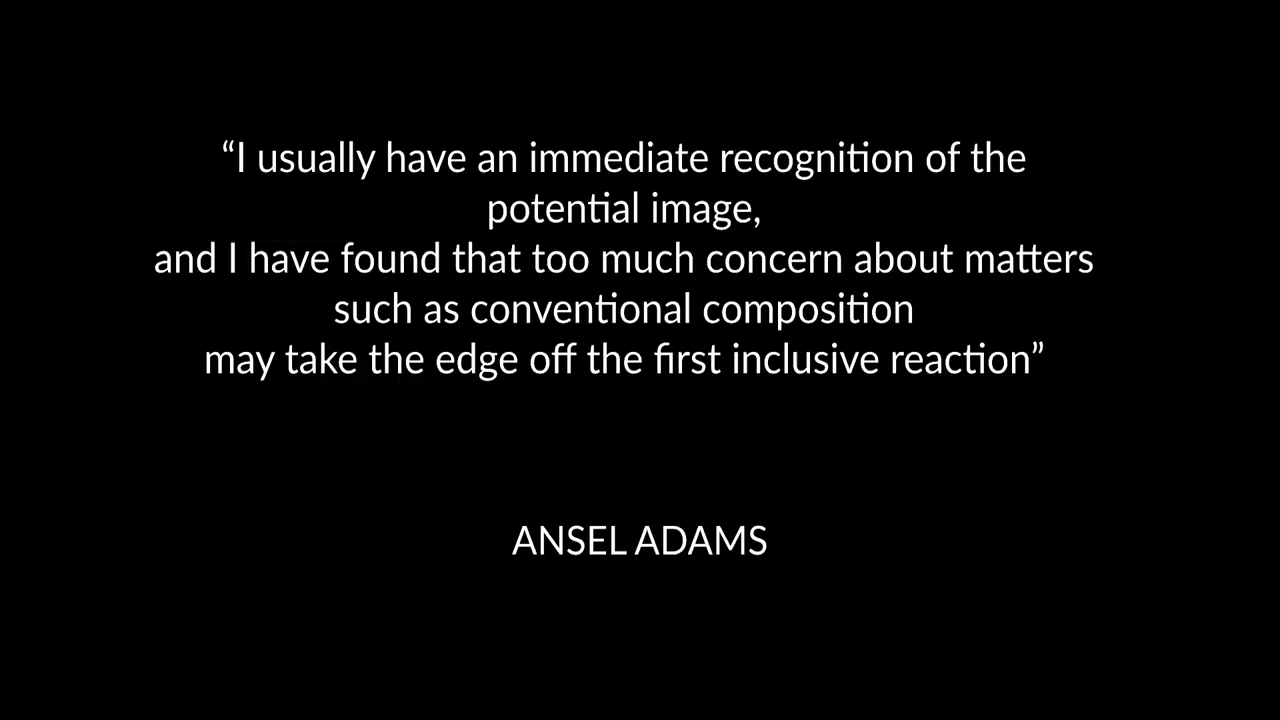 “I usually have an immediate recognition of the
potential image,
and I have found that too much concern about matters
such as conventional composition
may take the edge off the first inclusive reaction”
ANSEL ADAMS